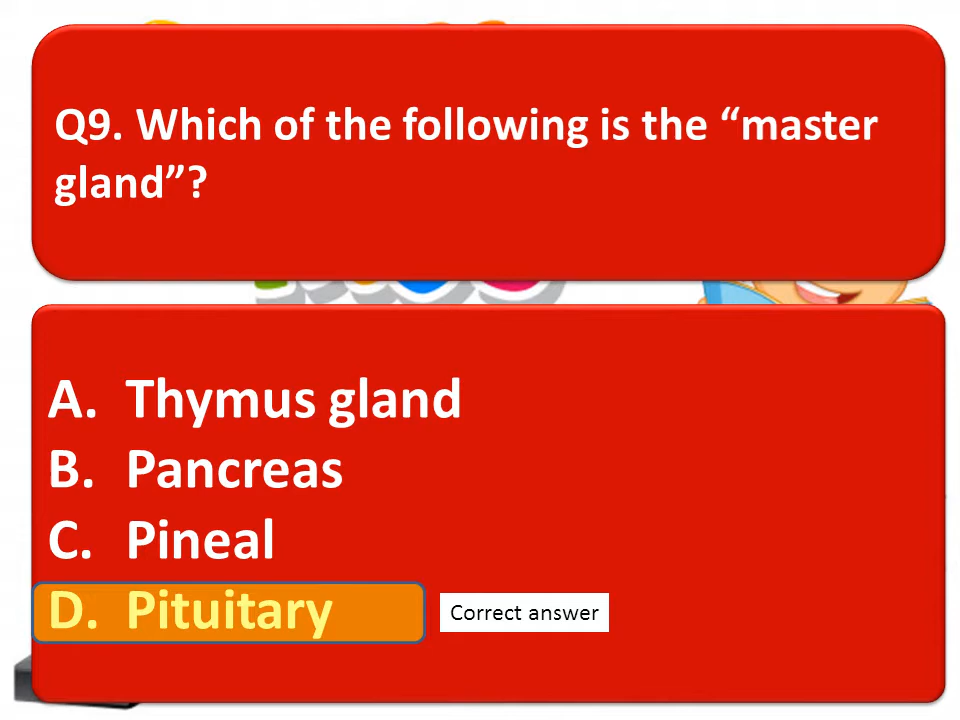 Q9. Which of the following is the “master
gland”?
A. Thymus gland
B. Pancreas
C. Pineal
D. Pituitary
Correct answer